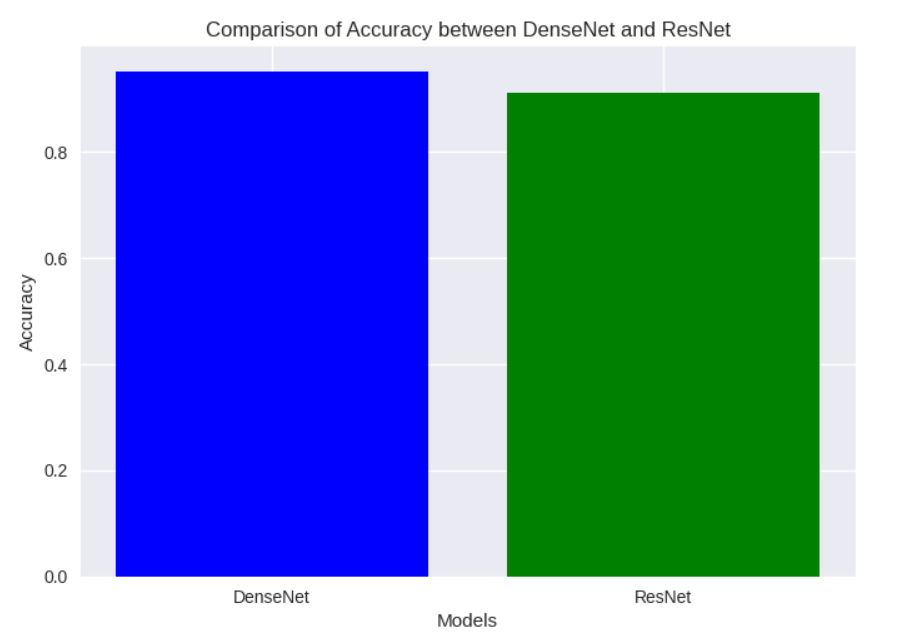 Comparison of Accuracy between DenseNet and ResNet
0.8
0.6
0.4
0.2
0.0
Accuracy
DenseNet
ResNet
Models